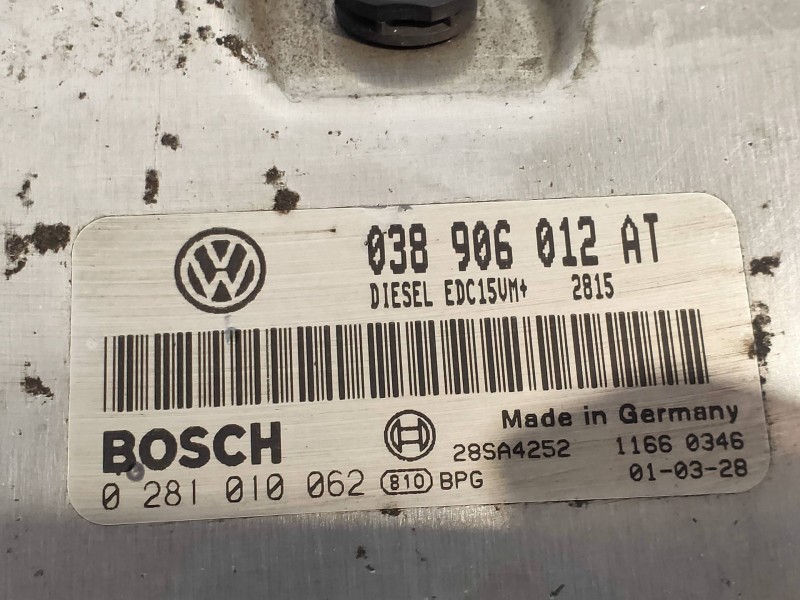 038 906 012 AT
DIESEL EDC15VM+ 2815
BOSCH
Made in Germany
28SA4252 1166 0346
0 281 010 062 810 BPG
01-03-28